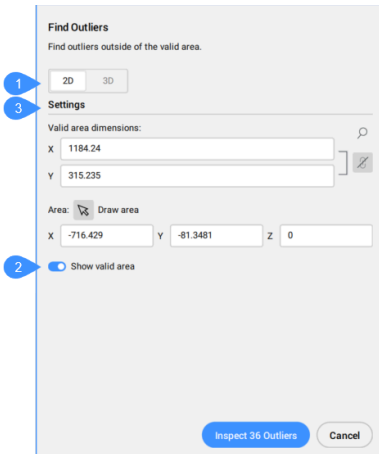 Find Outliers
Find outliers outside of the valid area.
1 2D 3D
3 Settings
Valid area dimensions:
X 1184.24
Y 315.235
Area: Draw area
X -716.429 Y -81.3481 Z 0
2 Show valid area
Inspect 36 Outliers Cancel